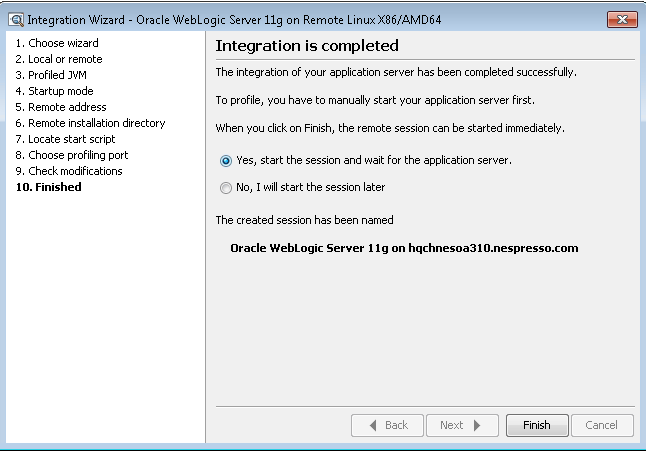 Integration Wizard - Oracle WebLogic Server 11g on Remote Linux X86/AMD64
1. Choose wizard
2. Local or remote
3. Profiled JVM
4. Startup mode
5. Remote address
6. Remote installation directory
7. Locate start script
8. Choose profiling port
9. Check modifications
10. Finished
Integration is completed
The integration of your application server has been completed successfully.
To profile, you have to manually start your application server first.
When you click on Finish, the remote session can be started immediately.
Yes, start the session and wait for the application server.
No, I will start the session later
The created session has been named
Oracle WebLogic Server 11g on hqchnesoa310.nespresso.com
Back
Next
Finish
Cancel